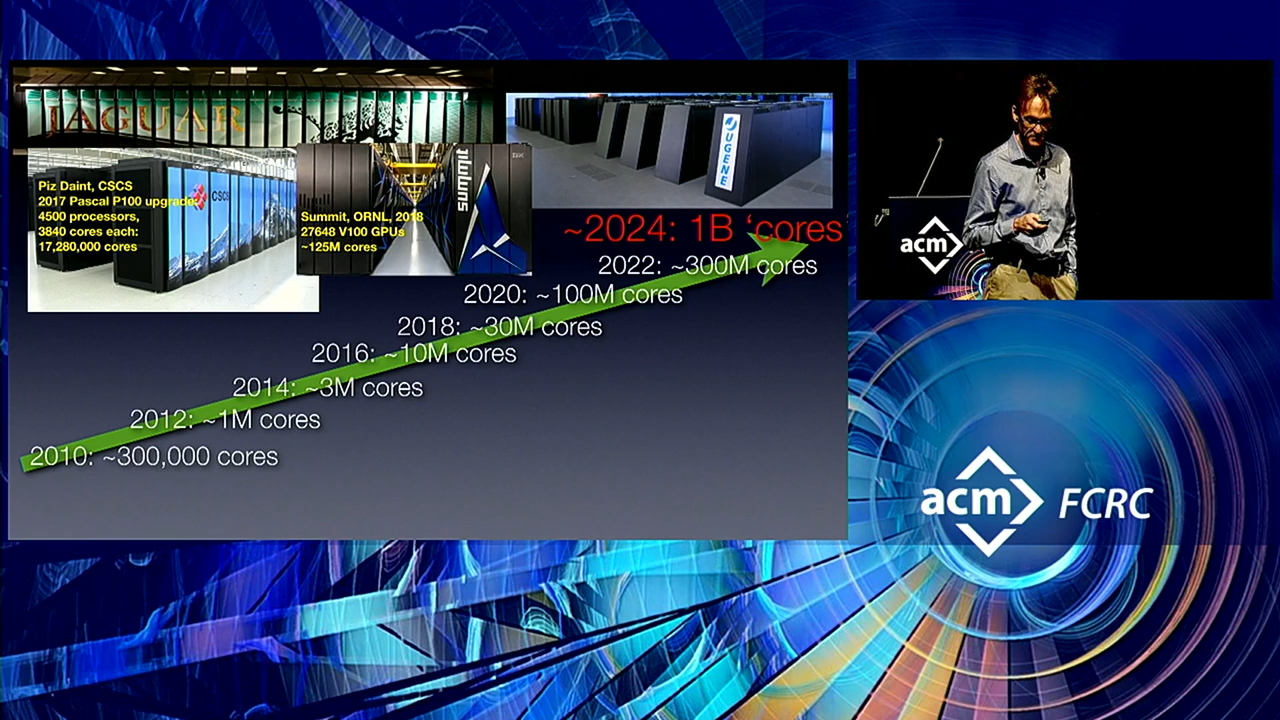 JAGUAR
JUGENE
Piz Daint, CSCS
2017 Pascal P100 upgrade:
4500 processors,
3840 cores each:
17,280,000 cores
CSCS
Summit, ORNL, 2018
27648 V100 GPUs
~125M cores
SUMMIT
IBM
~2024: 1B ‘cores’
2022: ~300M cores
2020: ~100M cores
2018: ~30M cores
2016: ~10M cores
2014: ~3M cores
2012: ~1M cores
2010: ~300,000 cores
acm
acm FCRC